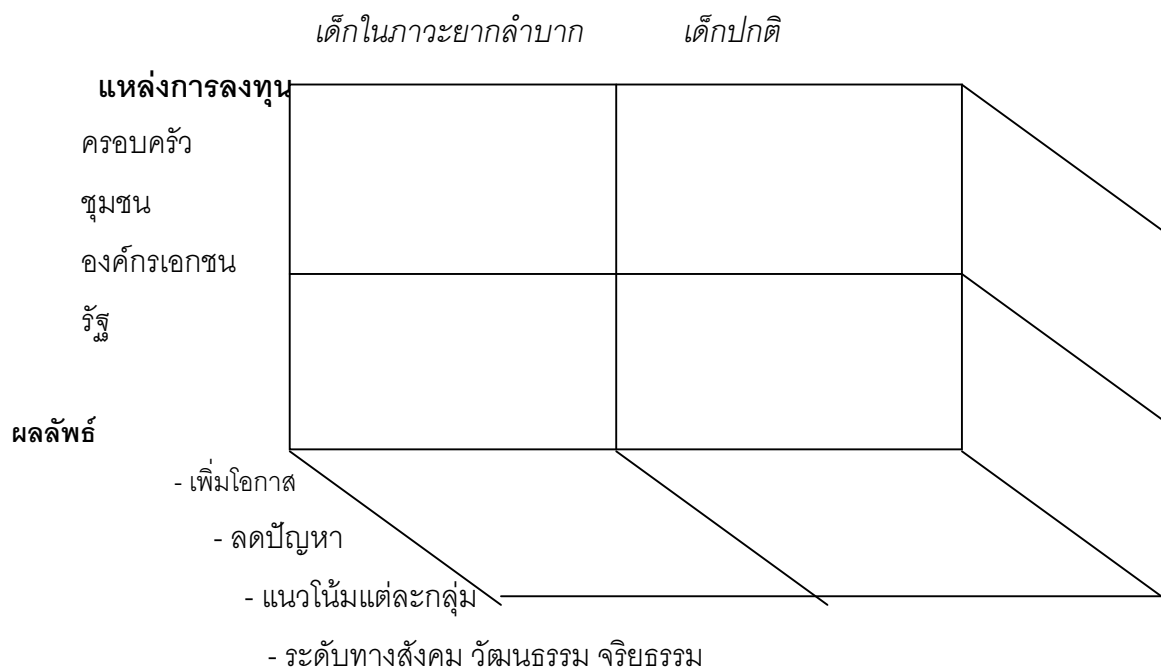 เด็กในภาวะยากลำบาก เด็กปกติ
แหล่งการลงทุน
ครอบครัว
ชุมชน
องค์กรเอกชน
รัฐ
ผลลัพธ์
- เพิ่มโอกาส
- ลดปัญหา
- แนวโน้มแต่ละกลุ่ม
- ระดับทางสังคม วัฒนธรรม จริยธรรม